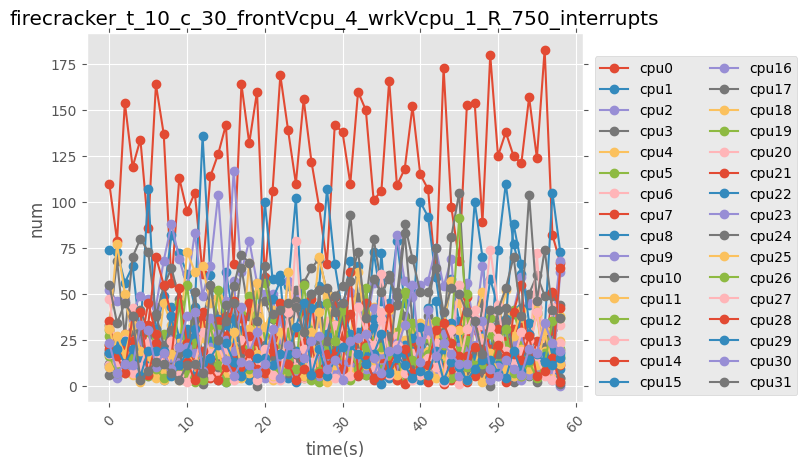 firecracker_t_10_c_30_frontVcpu_4_wrkVcpu_1_R_750_interrupts
175
150
125
100
75
50
25
0
num
0
10
20
30
40
50
60
time(s)
cpu0
cpu1
cpu2
cpu3
cpu4
cpu5
cpu6
cpu7
cpu8
cpu9
cpu10
cpu11
cpu12
cpu13
cpu14
cpu15
cpu16
cpu17
cpu18
cpu19
cpu20
cpu21
cpu22
cpu23
cpu24
cpu25
cpu26
cpu27
cpu28
cpu29
cpu30
cpu31